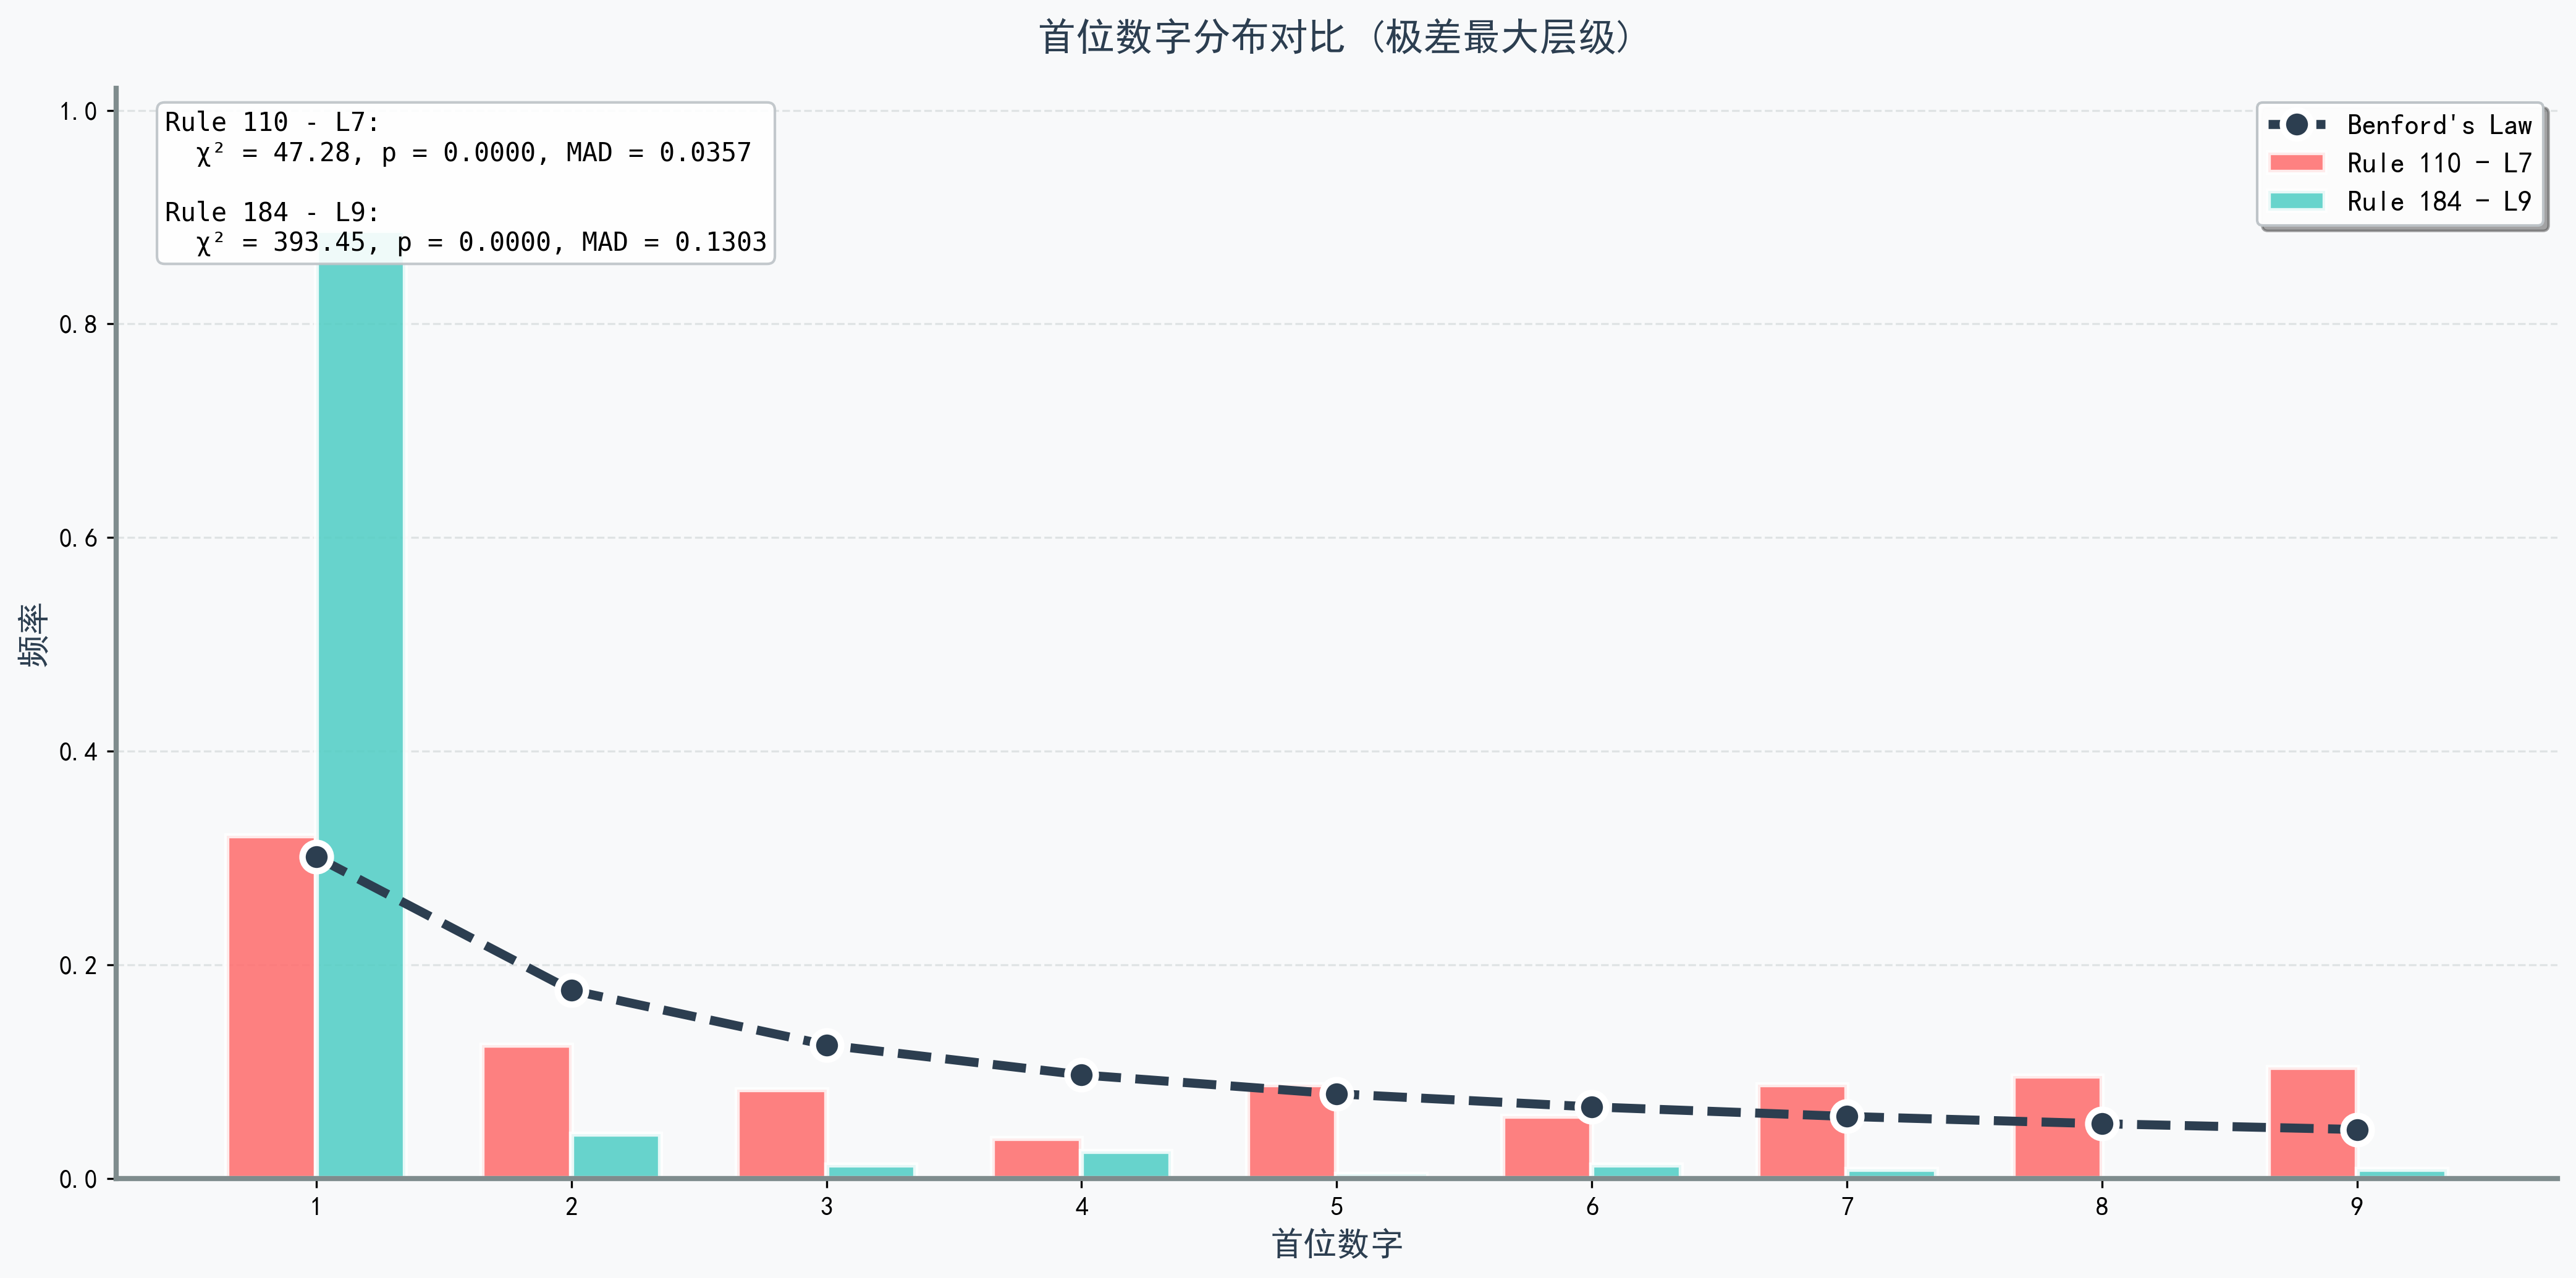 首位数字分布对比 (极差最大层级)
Rule 110 - L7:
χ² = 47.28, p = 0.0000, MAD = 0.0357
Rule 184 - L9:
χ² = 393.45, p = 0.0000, MAD = 0.1303
Benford's Law
Rule 110 - L7
Rule 184 - L9
频率
1.0
0.8
0.6
0.4
0.2
0.0
1 2 3 4 5 6 7 8 9
首位数字